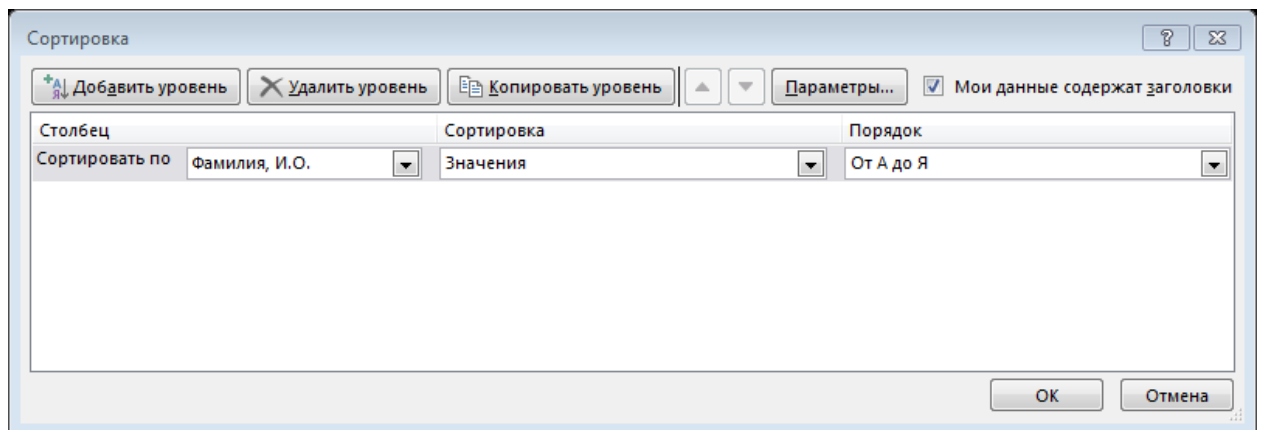 Сортировка
Добавить уровень Удалить уровень Копировать уровень Параметры... Мои данные содержат заголовки
Столбец Сортировка Порядок
Сортировать по Фамилия, И.О. Значения От А до Я
ОК Отмена